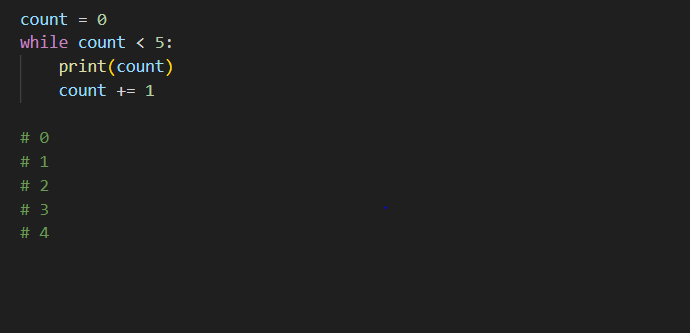 count = 0
while count < 5:
    print(count)
    count += 1

# 0
# 1
# 2
# 3
# 4